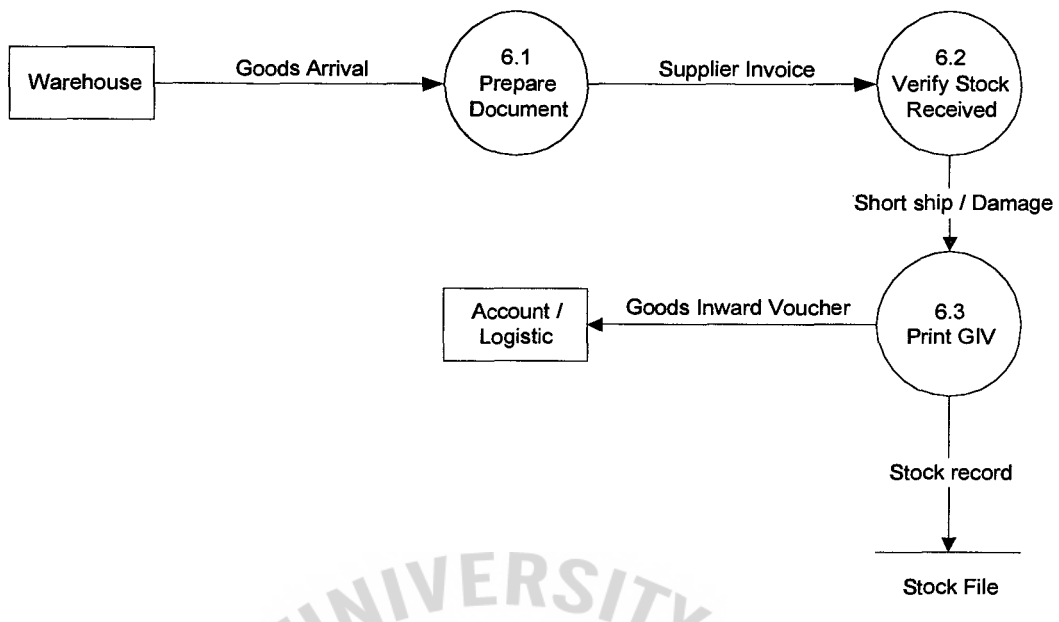 Warehouse
Goods Arrival
6.1
Prepare
Document
Supplier Invoice
6.2
Verify Stock
Received
Short ship / Damage
Account /
Logistic
Goods Inward Voucher
6.3
Print GIV
Stock record
Stock File
UNIVERSITY